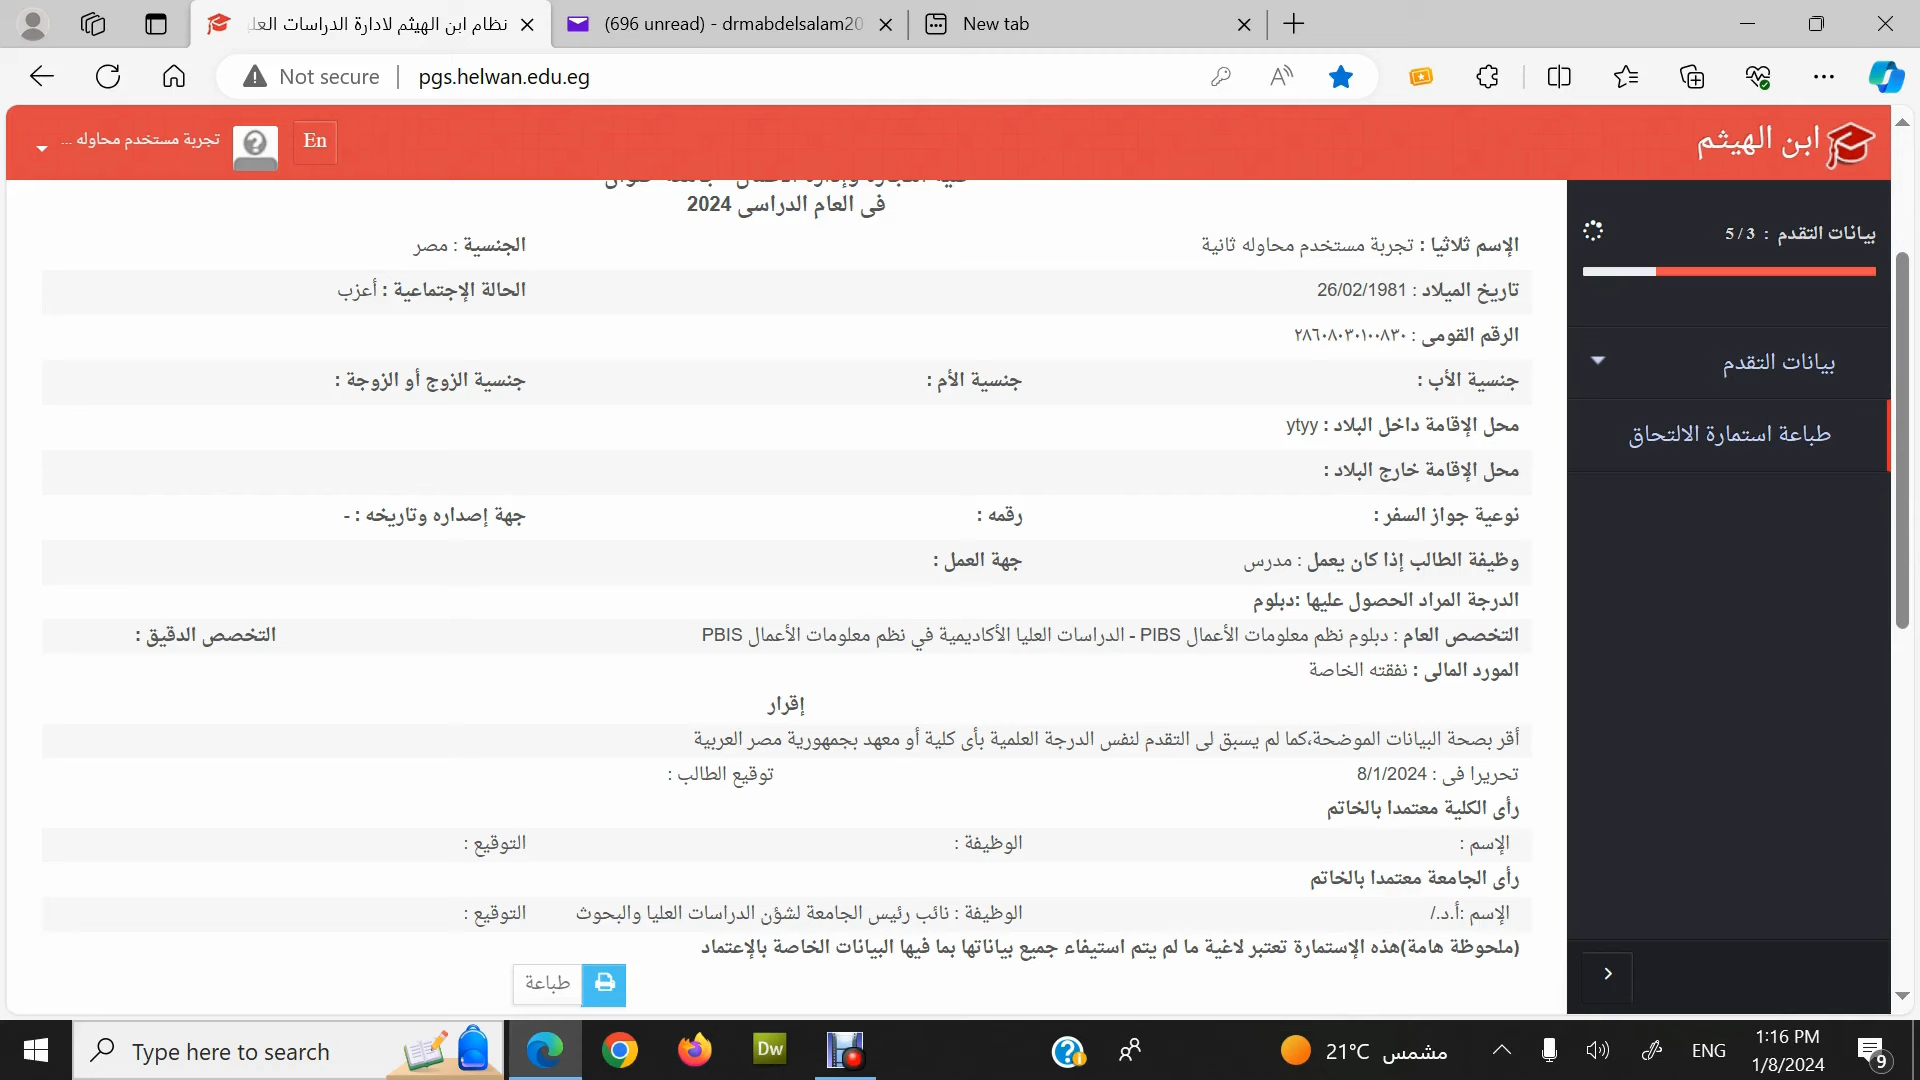 نظام ابن الهيثم لادارة الدراسات العل
(696 unread) - drmabdelsalam20
New tab
Not secure
pgs.helwan.edu.eg
ابن الهيثم
En
تجربة مستخدم محاوله ...
بيانات التقدم : 3 / 5
بيانات التقدم
طباعة استمارة الالتحاق
فى العام الدراسى 2024
الإسم ثلاثيا : تجربة مستخدم محاوله ثانية
الجنسية : مصر
تاريخ الميلاد : 26/02/1981
الحالة الإجتماعية : أعزب
الرقم القومى : ٢٨٦٠٨٠٣٠١٠٠٨٣٠
جنسية الأب :
جنسية الأم :
جنسية الزوج أو الزوجة :
محل الإقامة داخل البلاد : ytyy
محل الإقامة خارج البلاد :
نوعية جواز السفر :
رقمه :
جهة إصداره وتاريخه : -
وظيفة الطالب إذا كان يعمل : مدرس
جهة العمل :
الدرجة المراد الحصول عليها :دبلوم
التخصص العام : دبلوم نظم معلومات الأعمال PIBS - الدراسات العليا الأكاديمية في نظم معلومات الأعمال PBIS
التخصص الدقيق :
المورد المالى : نفقته الخاصة
إقرار
أقر بصحة البيانات الموضحة،كما لم يسبق لى التقدم لنفس الدرجة العلمية بأى كلية أو معهد بجمهورية مصر العربية
تحريرا فى : 8/1/2024
توقيع الطالب :
رأى الكلية معتمدا بالخاتم
الإسم :
الوظيفة :
التوقيع :
رأى الجامعة معتمدا بالخاتم
الإسم :أ.د./
الوظيفة : نائب رئيس الجامعة لشؤن الدراسات العليا والبحوث
التوقيع :
(ملحوظة هامة)هذه الإستمارة تعتبر لاغية ما لم يتم استيفاء جميع بياناتها بما فيها البيانات الخاصة بالإعتماد
طباعة
Type here to search
Dw
21°C مشمس
ENG
1:16 PM
1/8/2024
9